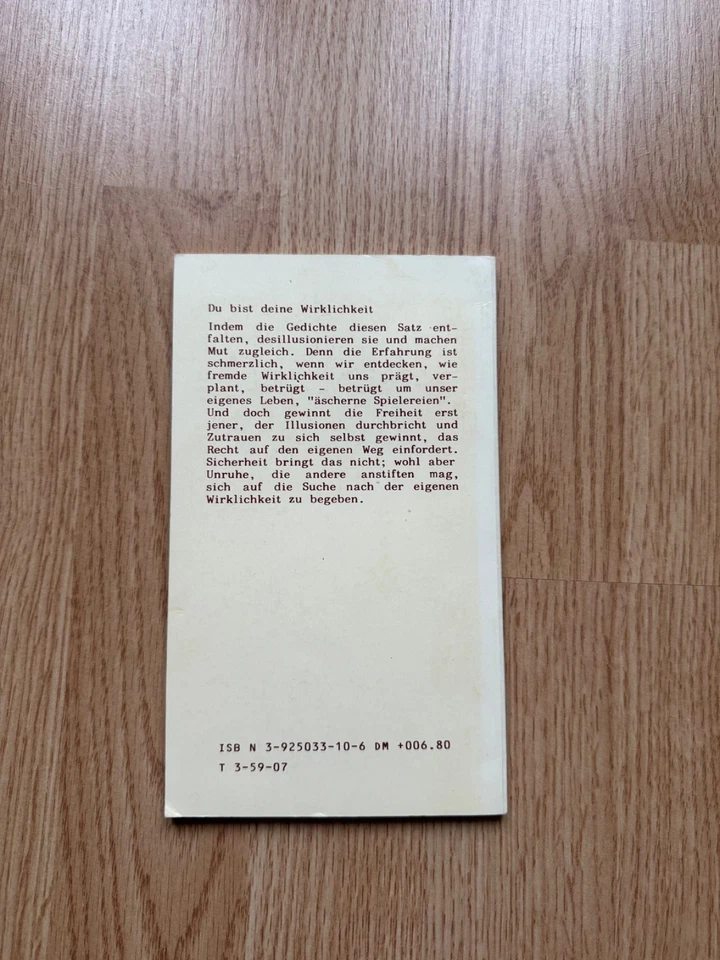 Du bist deine Wirklichkeit
Indem die Gedichte diesen Satz ent-
falten, desillusionieren sie und machen
Mut zugleich. Denn die Erfahrung ist
schmerzlich, wenn wir entdecken, wie
fremde Wirklichkeit uns prägt, ver-
plant, betrügt - betrügt um unser
eigenes Leben, "äscherne Spielereien".
Und doch gewinnt die Freiheit erst
jener, der Illusionen durchbricht und
Zutrauen zu sich selbst gewinnt, das
Recht auf den eigenen Weg einfordert.
Sicherheit bringt das nicht; wohl aber
Unruhe, die andere anstiften mag,
sich auf die Suche nach der eigenen
Wirklichkeit zu begeben.
ISB N 3-925033-10-6 DM +006.80
T 3-59-07